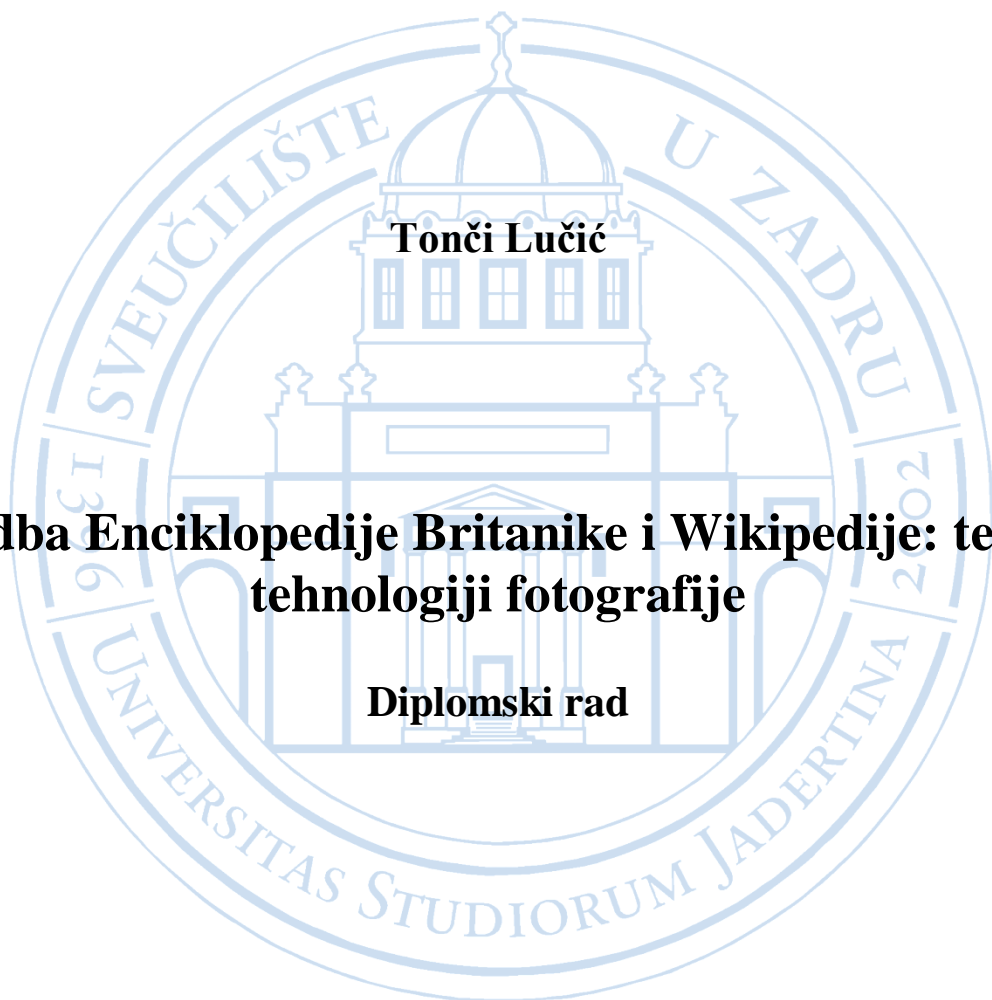 SVEUČILIŠTE U ZADRU
Tonči Lučić
1396
2002
dba Enciklopedije Britanike i Wikipedije: te
tehnologiji fotografije
Diplomski rad
UNIVERSITAS STUDIORUM JADERTINA